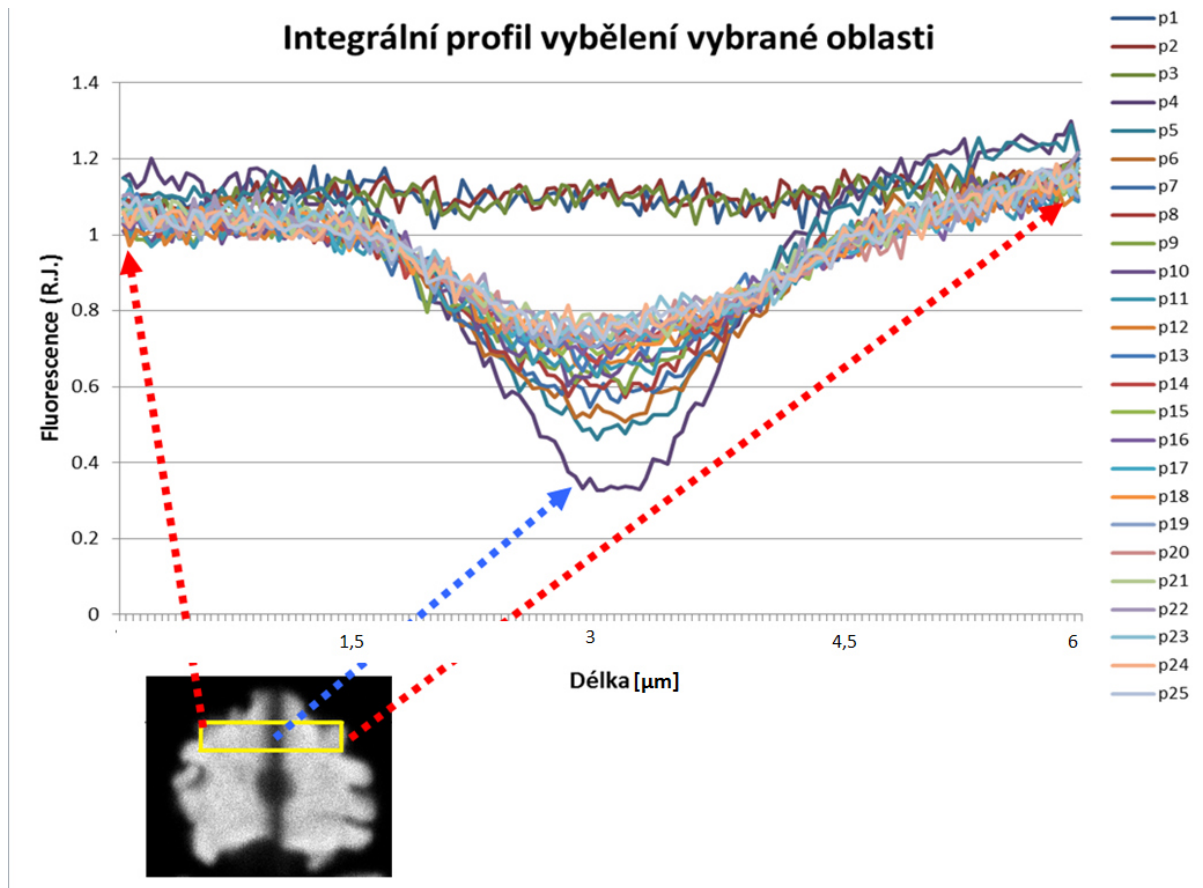 Integrální profil vybělení vybrané oblasti
Fluorescence (R.J.)
1.4
1.2
1
0.8
0.6
0.4
0.2
0
1,5
3
4,5
6
Délka [µm]
p1
p2
p3
p4
p5
p6
p7
p8
p9
p10
p11
p12
p13
p14
p15
p16
p17
p18
p19
p20
p21
p22
p23
p24
p25